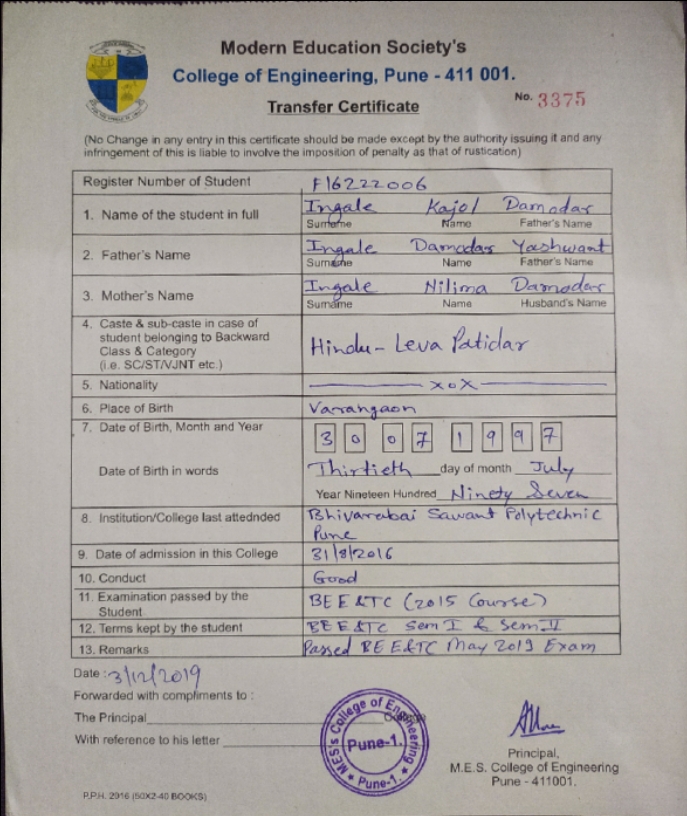 Modern Education Society's
College of Engineering, Pune - 411 001.
Transfer Certificate
No. 3375
(No Change in any entry in this certificate should be made except by the authority issuing it and any
infringement of this is liable to involve the imposition of penalty as that of rustication)
Register Number of Student F16222006
1. Name of the student in full Ingale Kajol Damodar
Surname Name Father's Name
2. Father's Name Ingale Damodar Yashwant
Surname Name Father's Name
3. Mother's Name Ingale Nilima Damodar
Surname Name Husband's Name
4. Caste & sub-caste in case of
student belonging to Backward
Class & Category
(i.e. SC/ST/VJNT etc.)
Hindu - Leva Patidar
5. Nationality xox
6. Place of Birth Varangaon
7. Date of Birth, Month and Year 3 0 0 7 1 9 9 7
Date of Birth in words Thirtieth day of month July
Year Nineteen Hundred Ninety Seven
8. Institution/College last attednded Bhivarabai Sawant Polytechnic
Pune
9. Date of admission in this College 31/8/2016
10. Conduct Good
11. Examination passed by the
Student
BE E&TC (2015 Course)
12. Terms kept by the student BE E&TC Sem I & Sem II
13. Remarks Passed BE E&TC May 2019 Exam
Date : 3/12/2019
Forwarded with compliments to :
The Principal College
With reference to his letter
M.E.S's College of Engineering
Pune-1.
* Pune-1. *
Principal,
M.E.S. College of Engineering
Pune - 411001.
P.P.H. 2916 (50X2-40 BOOKS)